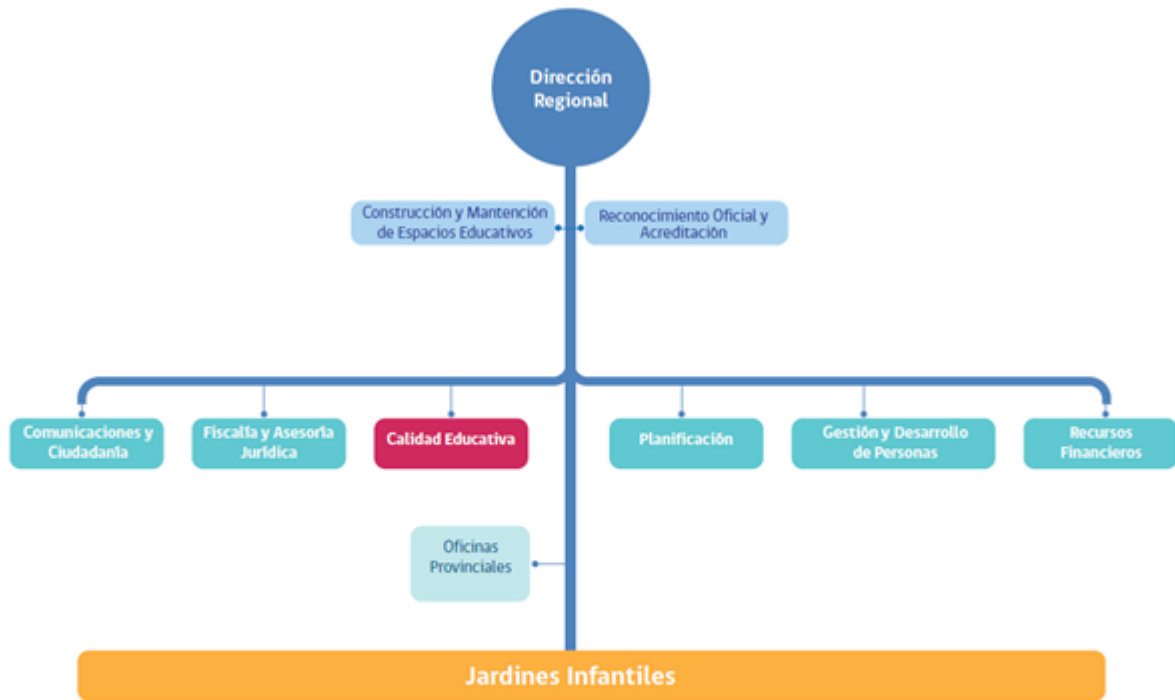 Dirección
Regional
Construcción y Mantención
de Espacios Educativos
Reconocimiento Oficial y
Acreditación
Comunicaciones y
Ciudadanía
Fiscalía y Asesoría
Jurídica
Calidad Educativa
Planificación
Gestión y Desarrollo
de Personas
Recursos
Financieros
Oficinas
Provinciales
Jardines Infantiles